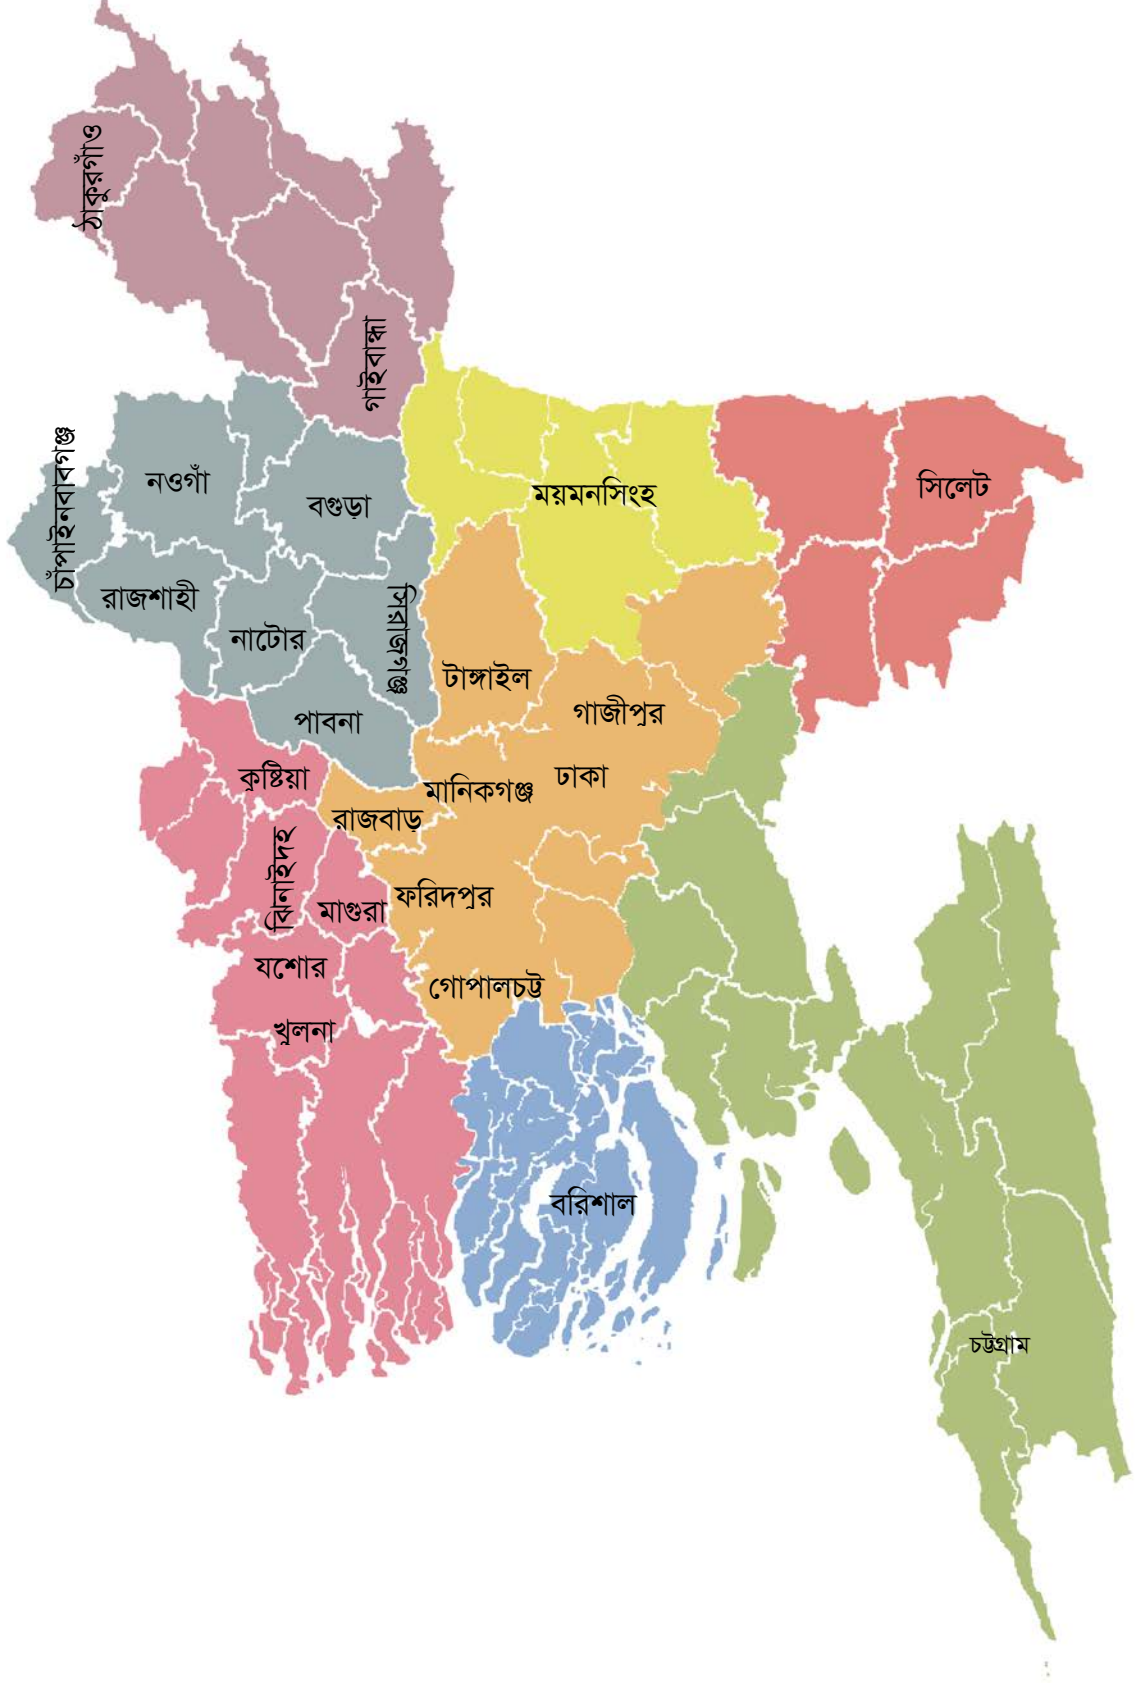 ঠাকুরগাঁও
গাইবান্ধা
চাঁপাইনবাবগঞ্জ
নওগাঁ
বগুড়া
ময়মনসিংহ
সিলেট
রাজশাহী
নাটোর
সিরাজগঞ্জ
টাঙ্গাইল
গাজীপুর
পাবনা
কুষ্টিয়া
মানিকগঞ্জ
ঢাকা
রাজবাড়
ঝিনাইদহ
মাগুরা
ফরিদপুর
যশোর
গোপালচট্ট
খুলনা
বরিশাল
চট্টগ্রাম